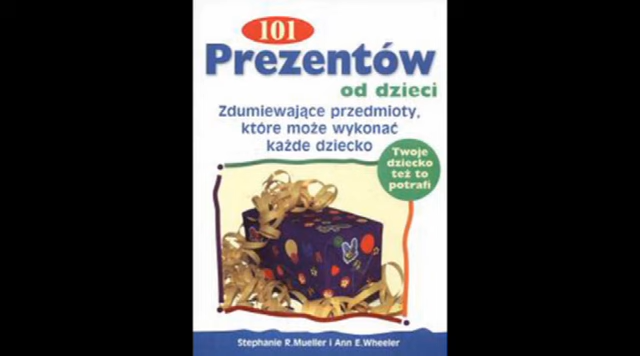 101
Prezentów
od dzieci
Zdumiewające przedmioty,
które może wykonać
każde dziecko
Twoje
dziecko
też to
potrafi
Stephanie R.Mueller i Ann E.Wheeler